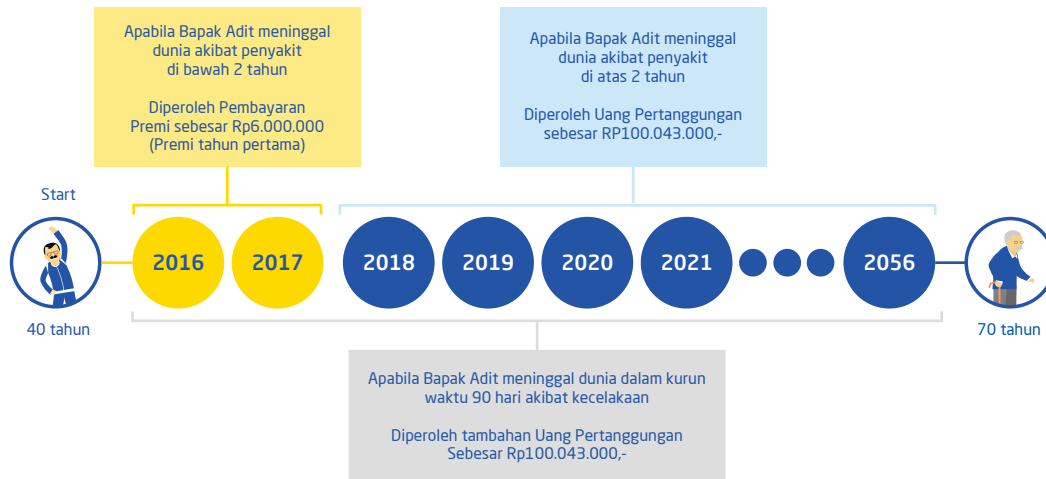 Apabila Bapak Adit meninggal
dunia akibat penyakit
di bawah 2 tahun
Diperoleh Pembayaran
Premi sebesar Rp6.000.000
(Premi tahun pertama)
Apabila Bapak Adit meninggal
dunia akibat penyakit
di atas 2 tahun
Diperoleh Uang Pertanggungan
sebesar RP100.043.000,-
Start
2016
2017
2018
2019
2020
2021
2056
40 tahun
70 tahun
Apabila Bapak Adit meninggal dunia dalam kurun
waktu 90 hari akibat kecelakaan
Diperoleh tambahan Uang Pertanggungan
Sebesar Rp100.043.000,-